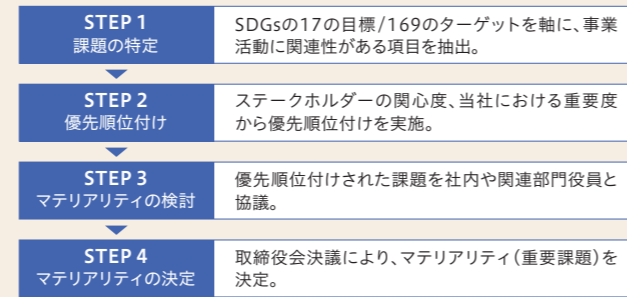 STEP 1
課題の特定
SDGsの17の目標/169のターゲットを軸に、事業
活動に関連性がある項目を抽出。
STEP 2
優先順位付け
ステークホルダーの関心度、当社における重要度
から優先順位付けを実施。
STEP 3
マテリアリティの検討
優先順位付けされた課題を社内や関連部門役員と
協議。
STEP 4
マテリアリティの決定
取締役会決議により、マテリアリティ(重要課題)を
決定。